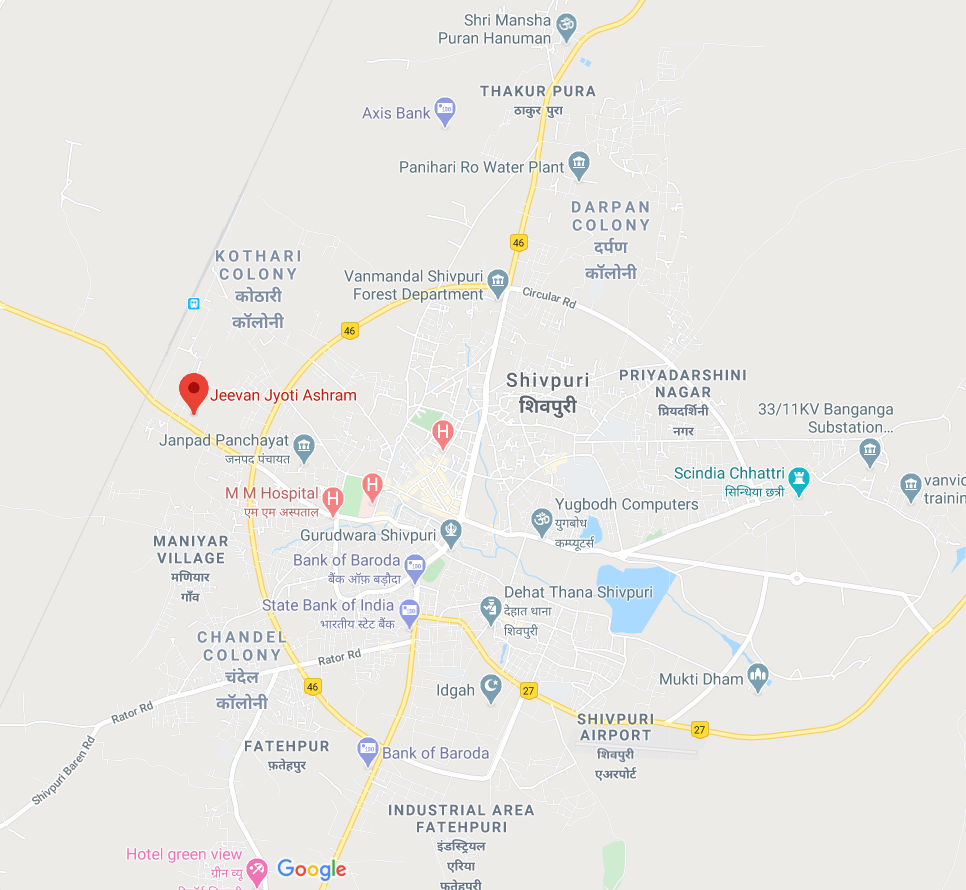 Shri Mansha
Puran Hanuman
THAKUR PURA
ठाकुर पुरा
Axis Bank
Panihari Ro Water Plant
DARPAN
COLONY
दर्पण
कॉलोनी
46
KOTHARI
COLONY
कोठारी
कॉलोनी
Vanmandal Shivpuri
Forest Department
Circular Rd
46
Shivpuri
शिवपुरी
PRIYADARSHINI
NAGAR
प्रियदर्शिनी
नगर
Jeevan Jyoti Ashram
33/11KV Banganga
Substation...
Janpad Panchayat
जनपद पंचायत
Scindia Chhattri
सिन्धिया छत्री
vanvid
training
M M Hospital
एम एम अस्पताल
H
H
H
Yugbodh Computers
युगबोध
कम्प्यूटर्स
Gurudwara Shivpuri
MANIYAR
VILLAGE
मणियार
गाँव
Bank of Baroda
बैंक ऑफ़ बड़ौदा
Dehat Thana Shivpuri
देहात थाना
शिवपुरी
State Bank of India
भारतीय स्टेट बैंक
CHANDEL
COLONY
चंदेल
कॉलोनी
Rator Rd
46
Idgah
27
Mukti Dham
Rator Rd
SHIVPURI
AIRPORT
शिवपुरी
एअरपोर्ट
27
FATEHPUR
फ़तेहपुर
Bank of Baroda
Shivpuri Baren Rd
INDUSTRIAL AREA
FATEHPURI
इंडस्ट्रियल
एरिया
फतेहपुरी
Hotel green view
ग्रीन व्यू
Google